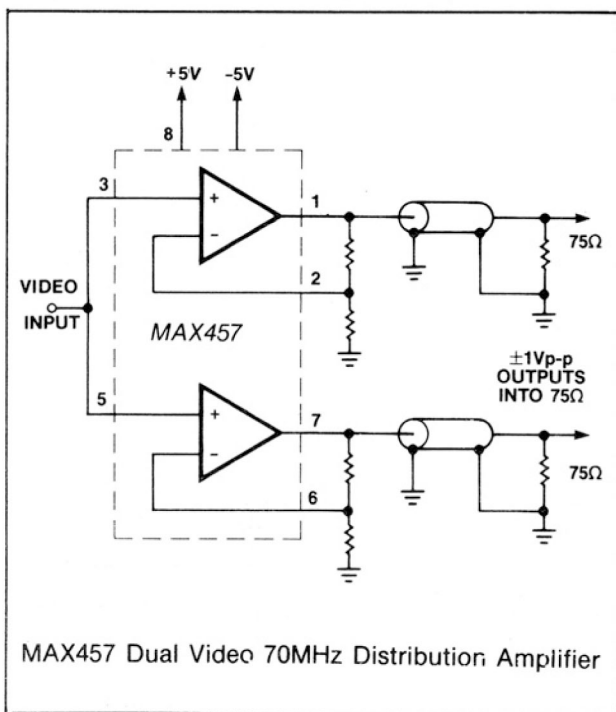 +5V
-5V
8
3
+
1
-
2
75Ω
VIDEO
INPUT
MAX457
±1Vp-p
OUTPUTS
INTO 75Ω
5
+
7
-
6
75Ω
MAX457 Dual Video 70MHz Distribution Amplifier